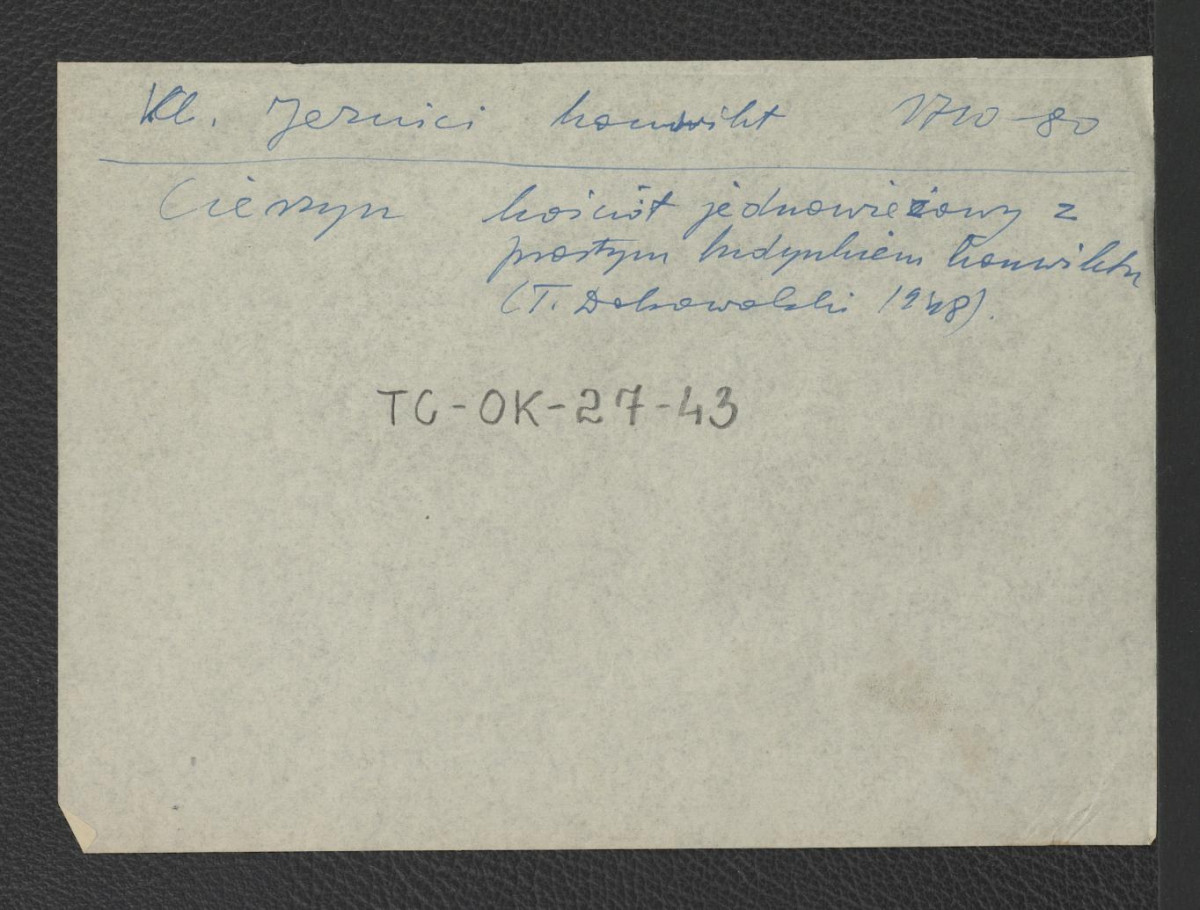 Kl. Jezuici konwikt 1710-80
Cieszyn kościół jednowieżowy z
prostym budynkiem konwiktu
(T. Dobrowolski 1948).
TC-OK-27-43